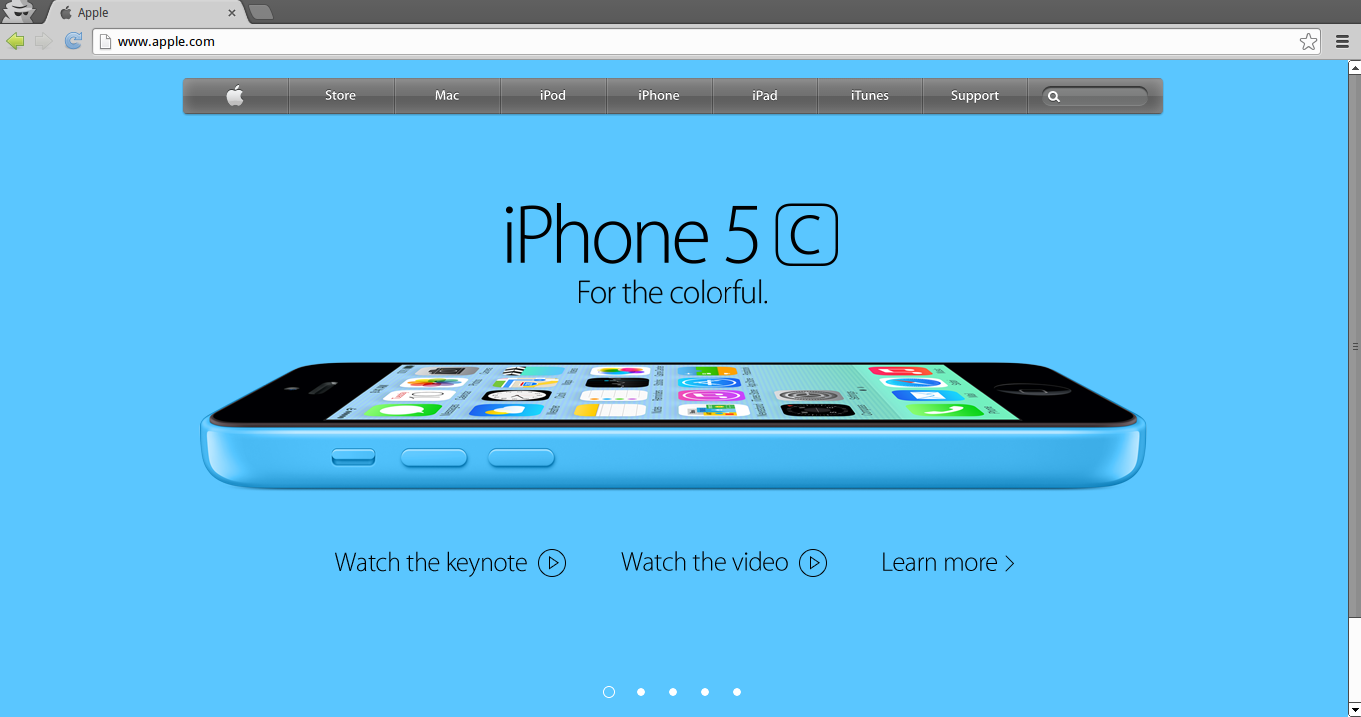 Apple
www.apple.com
Store Mac iPod iPhone iPad iTunes Support
iPhone 5 C
For the colorful.
Watch the keynote Watch the video Learn more